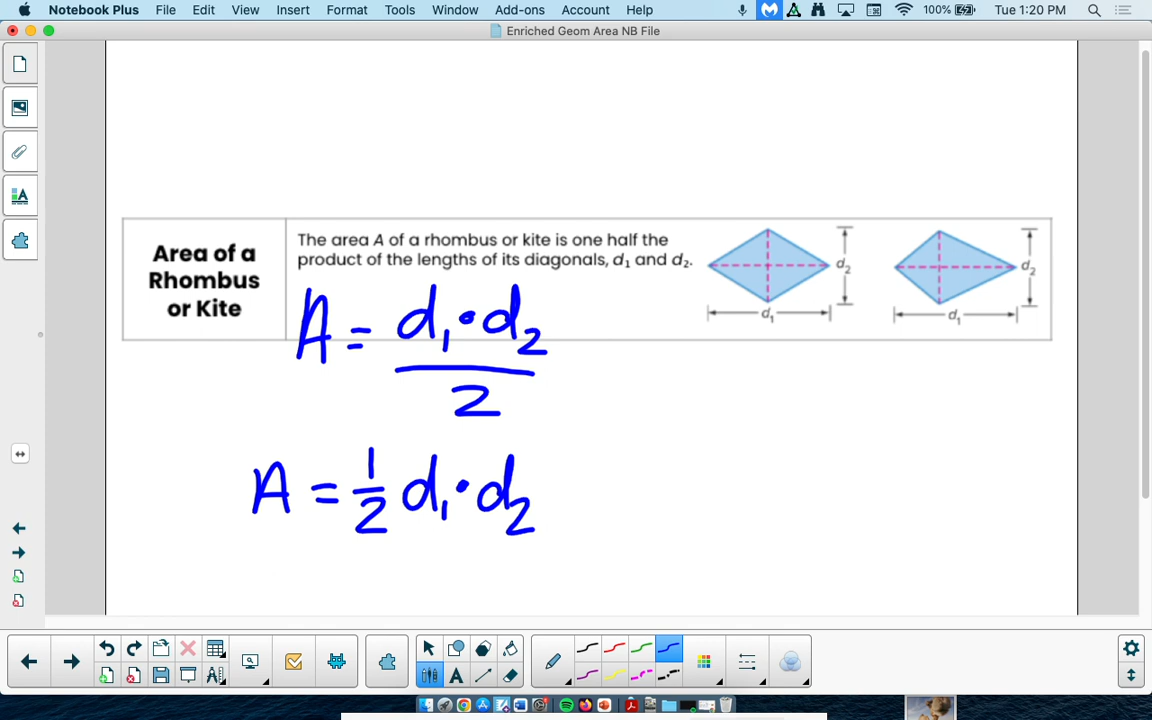 Notebook Plus File Edit View Insert Format Tools Window Add-ons Account Help 100% Tue 1:20 PM
Enriched Geom Area NB File
Area of a
Rhombus
or Kite
The area A of a rhombus or kite is one half the
product of the lengths of its diagonals, d₁ and d₂.
d₂
d₁
d₂
d₁
A = d₁·d₂/2
A = 1/2 d₁·d₂